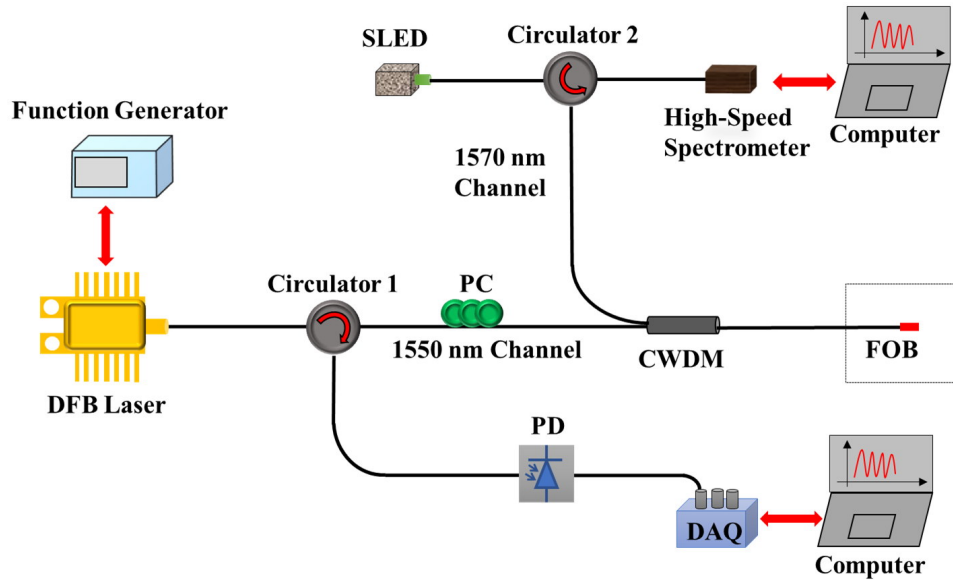 SLED
Circulator 2
High-Speed
Spectrometer
Computer
Function Generator
1570 nm
Channel
Circulator 1
PC
1550 nm Channel
CWDM
FOB
DFB Laser
PD
DAQ
Computer